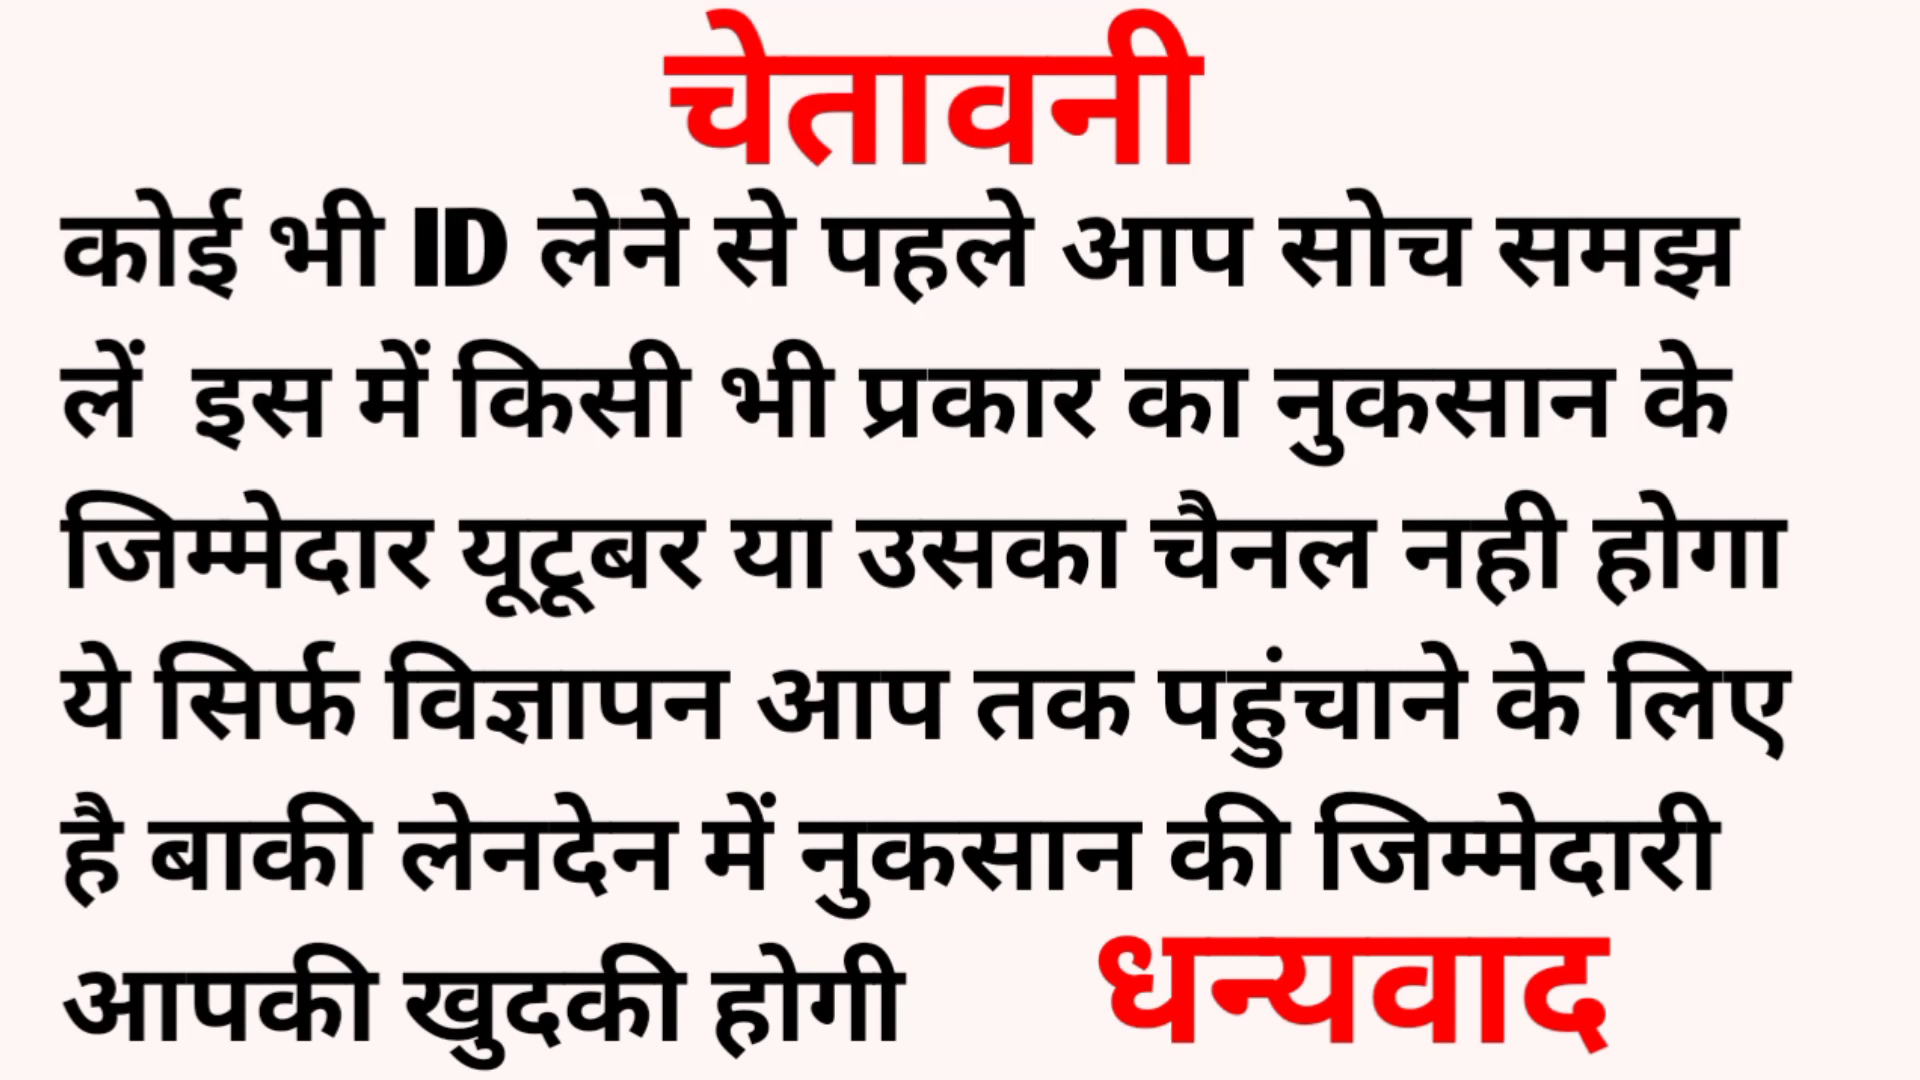 चेतावनी
कोई भी ID लेने से पहले आप सोच समझ
लें इस में किसी भी प्रकार का नुकसान के
जिम्मेदार यूटूबर या उसका चैनल नही होगा
ये सिर्फ विज्ञापन आप तक पहुंचाने के लिए
है बाकी लेनदेन में नुकसान की जिम्मेदारी
आपकी खुदकी होगी धन्यवाद